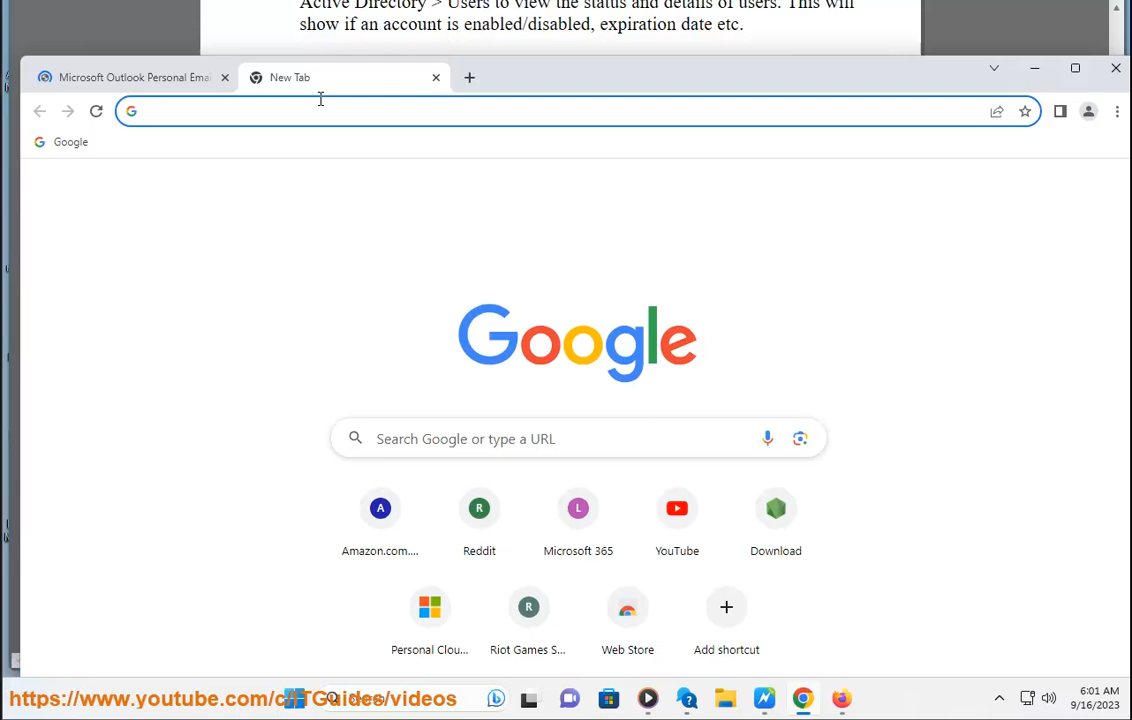 Active Directory > Users to view the status and details of users. This will
show if an account is enabled/disabled, expiration date etc.
Microsoft Outlook Personal Emai
New Tab
Google
Google
Search Google or type a URL
A
R
L
Amazon.com....
Reddit
Microsoft 365
YouTube
Download
R
Personal Clou...
Riot Games S...
Web Store
Add shortcut
https://www.youtube.com/c/ITGuides/videos
6:01 AM
9/16/2023